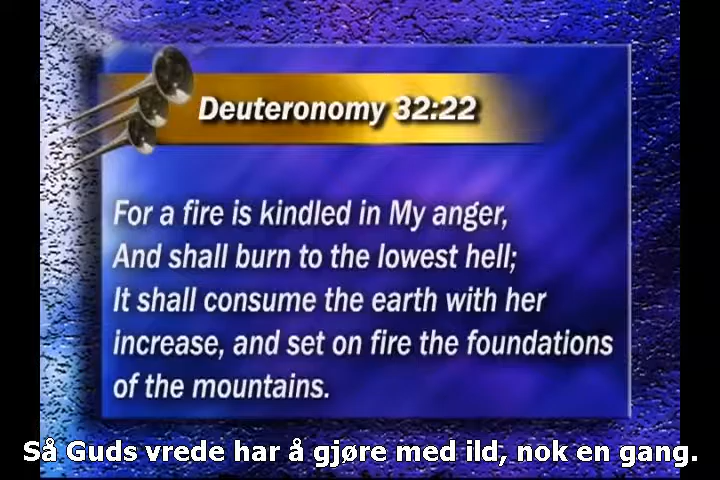 Deuteronomy 32:22
For a fire is kindled in My anger,
And shall burn to the lowest hell;
It shall consume the earth with her
increase, and set on fire the foundations
of the mountains.
Så Guds vrede har å gjøre med ild, nok en gang.